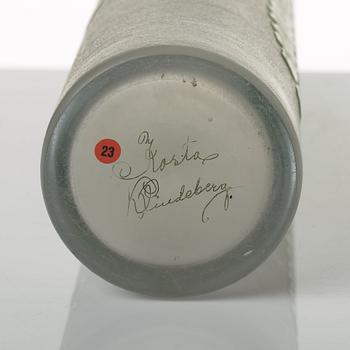 23
Kosta
K Lindeberg.